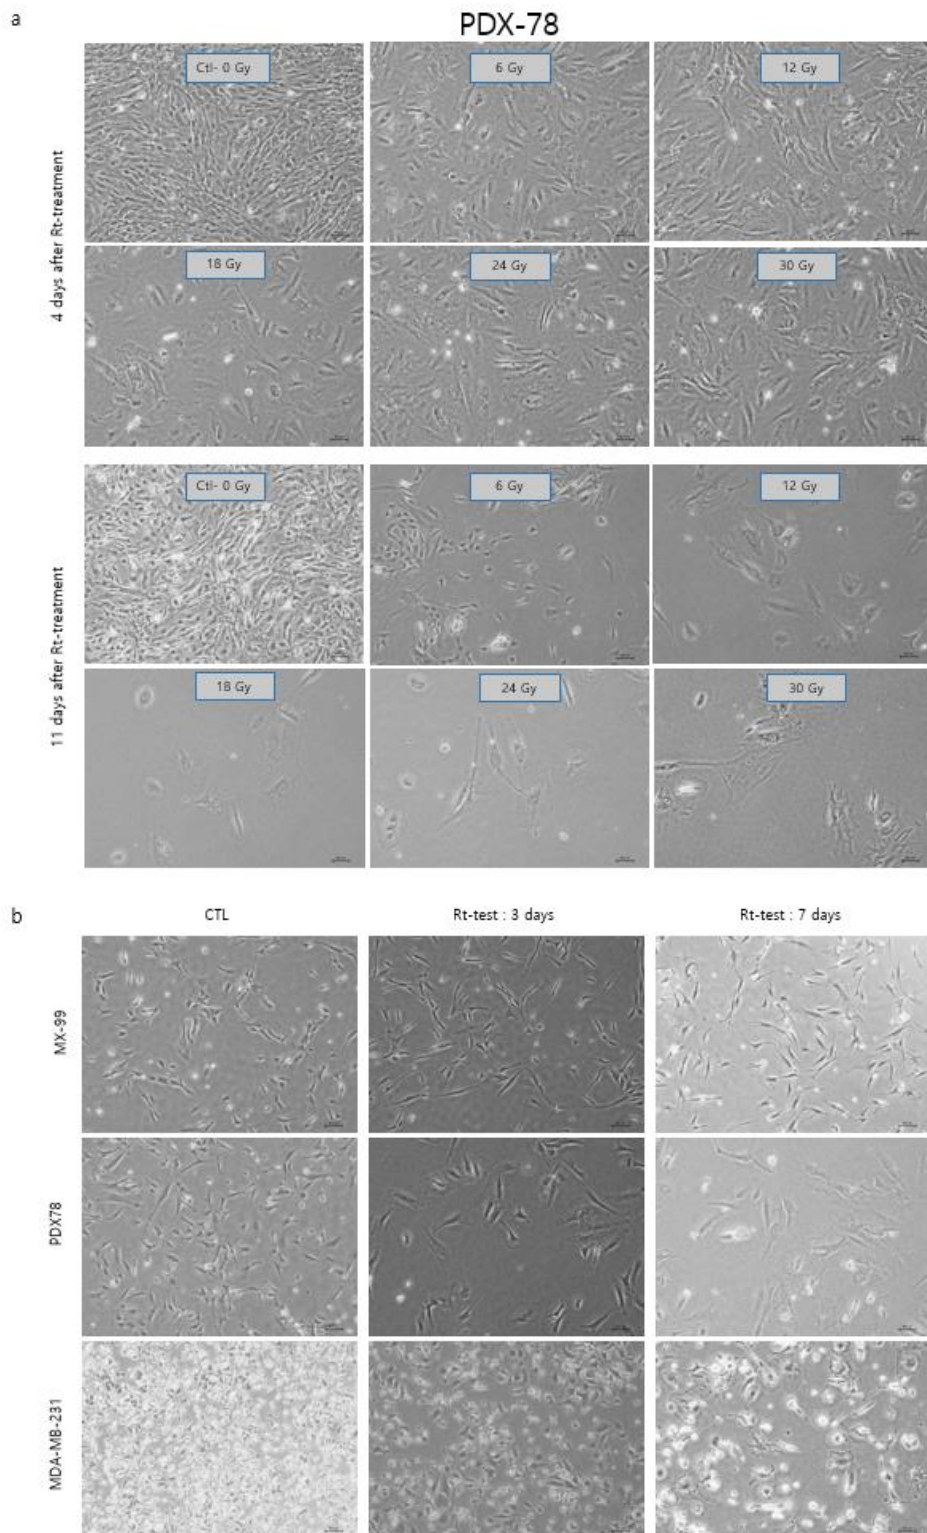 a
PDX-78
4 days after Rt-treatment
Ctl- 0 Gy
6 Gy
12 Gy
18 Gy
24 Gy
30 Gy
11 days after Rt-treatment
Ctl- 0 Gy
6 Gy
12 Gy
18 Gy
24 Gy
30 Gy
b
CTL
Rt-test : 3 days
Rt-test : 7 days
MX-99
PDX78
MDA-MB-231